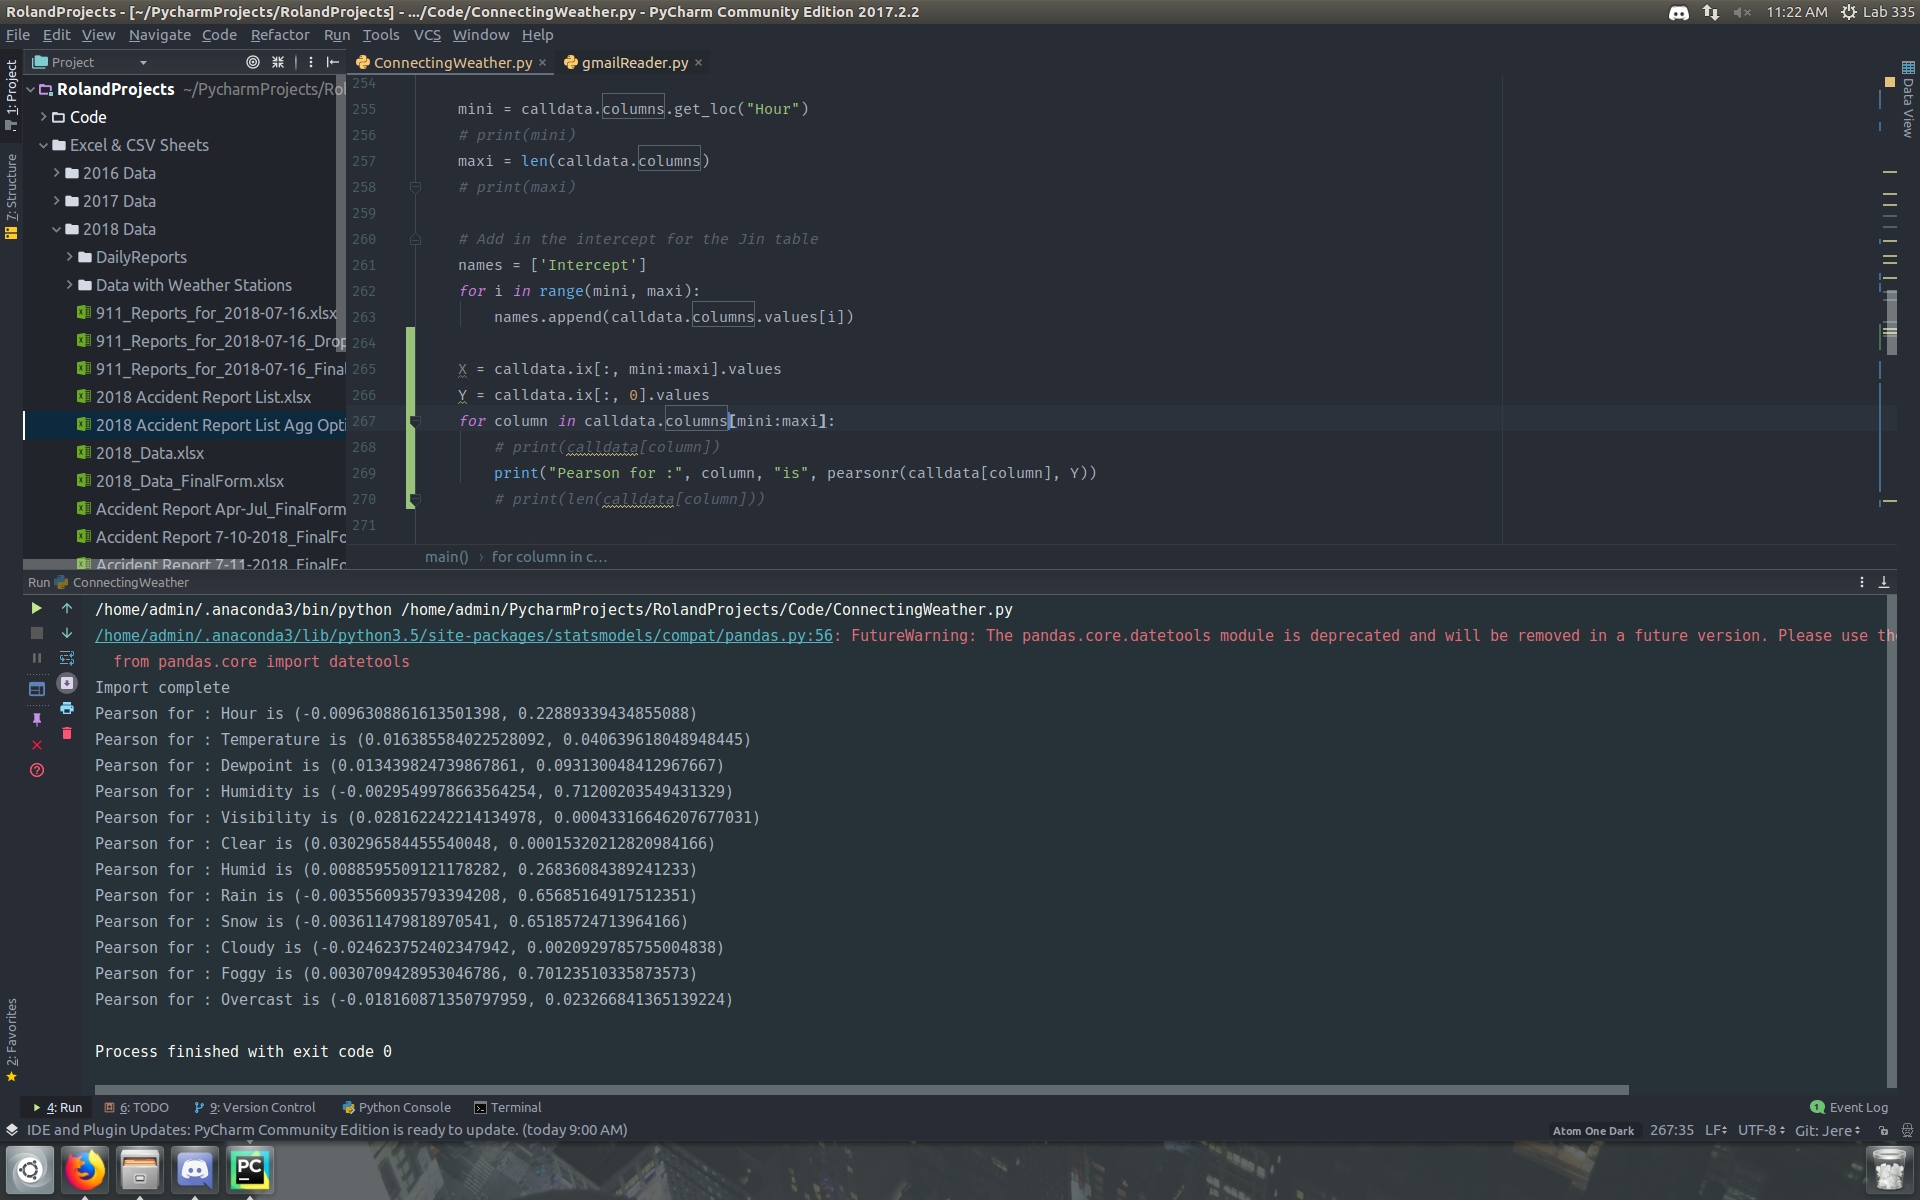 RolandProjects - [~/PycharmProjects/RolandProjects] - .../Code/ConnectingWeather.py - PyCharm Community Edition 2017.2.2
11:22 AM
Lab 335
File Edit View Navigate Code Refactor Run Tools VCS Window Help
1: Project
7: Structure
2: Favorites
Project
RolandProjects ~/PycharmProjects/Rol
Code
Excel & CSV Sheets
2016 Data
2017 Data
2018 Data
DailyReports
Data with Weather Stations
911_Reports_for_2018-07-16.xlsx
911_Reports_for_2018-07-16_Drop
911_Reports_for_2018-07-16_Final
2018 Accident Report List.xlsx
2018 Accident Report List Agg Opti
2018_Data.xlsx
2018_Data_FinalForm.xlsx
Accident Report Apr-Jul_FinalForm
Accident Report 7-10-2018_FinalFo
Accident Report 7-11-2018_FinalFo
ConnectingWeather.py
gmailReader.py
254
255 mini = calldata.columns.get_loc("Hour")
256 # print(mini)
257 maxi = len(calldata.columns)
258 # print(maxi)
259
260 # Add in the intercept for the Jin table
261 names = ['Intercept']
262 for i in range(mini, maxi):
263 names.append(calldata.columns.values[i])
264
265 X = calldata.ix[:, mini:maxi].values
266 Y = calldata.ix[:, 0].values
267 for column in calldata.columns[mini:maxi]:
268 # print(calldata[column])
269 print("Pearson for :", column, "is", pearsonr(calldata[column], Y))
270 # print(len(calldata[column]))
271
main() › for column in c...
Data View
Run ConnectingWeather
/home/admin/.anaconda3/bin/python /home/admin/PycharmProjects/RolandProjects/Code/ConnectingWeather.py
/home/admin/.anaconda3/lib/python3.5/site-packages/statsmodels/compat/pandas.py:56: FutureWarning: The pandas.core.datetools module is deprecated and will be removed in a future version. Please use th
from pandas.core import datetools
Import complete
Pearson for : Hour is (-0.0096308861613501398, 0.22889339434855088)
Pearson for : Temperature is (0.016385584022528092, 0.040639618048948445)
Pearson for : Dewpoint is (0.013439824739867861, 0.093130048412967667)
Pearson for : Humidity is (-0.0029549978663564254, 0.71200203549431329)
Pearson for : Visibility is (0.028162242214134978, 0.00043316646207677031)
Pearson for : Clear is (0.030296584455540048, 0.00015320212820984166)
Pearson for : Humid is (0.0088595509121178282, 0.26836084389241233)
Pearson for : Rain is (-0.0035560935793394208, 0.65685164917512351)
Pearson for : Snow is (-0.003611479818970541, 0.65185724713964166)
Pearson for : Cloudy is (-0.024623752402347942, 0.0020929785755004838)
Pearson for : Foggy is (0.0030709428953046786, 0.70123510335873573)
Pearson for : Overcast is (-0.018160871350797959, 0.023266841365139224)
Process finished with exit code 0
4: Run
6: TODO
9: Version Control
Python Console
Terminal
1 Event Log
IDE and Plugin Updates: PyCharm Community Edition is ready to update. (today 9:00 AM)
Atom One Dark
267:35
LF
UTF-8
Git: Jere
PC